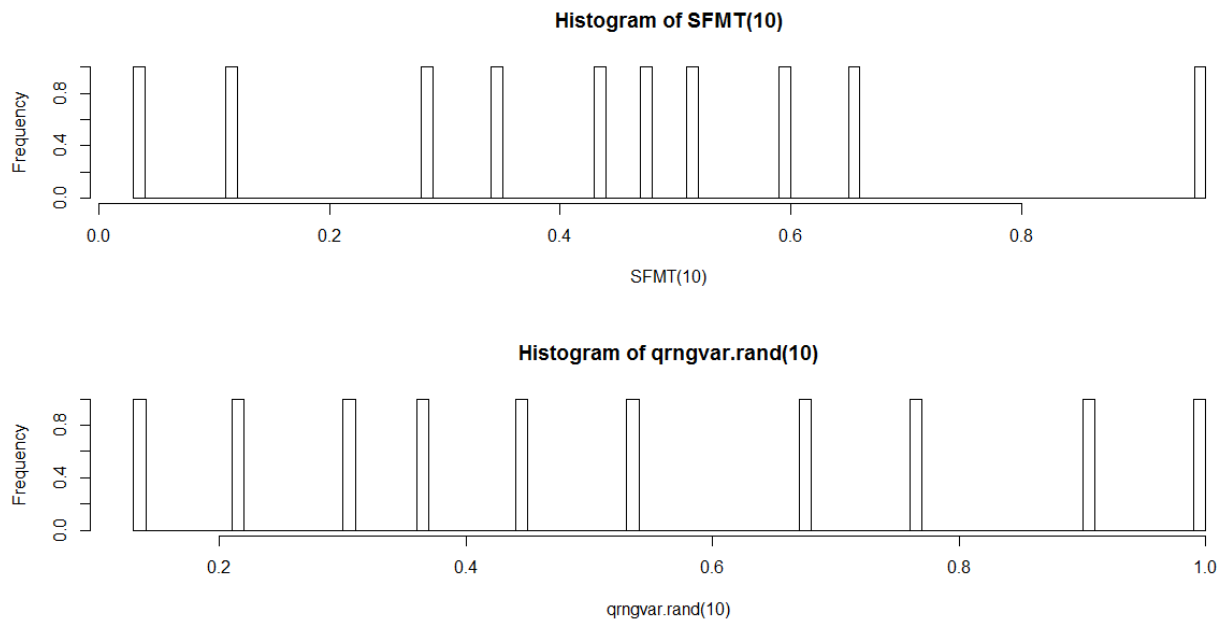 Histogram of SFMT(10)
Frequency
0.0 0.4 0.8
0.0 0.2 0.4 0.6 0.8
SFMT(10)
Histogram of qrngvar.rand(10)
Frequency
0.0 0.4 0.8
0.2 0.4 0.6 0.8 1.0
qrngvar.rand(10)